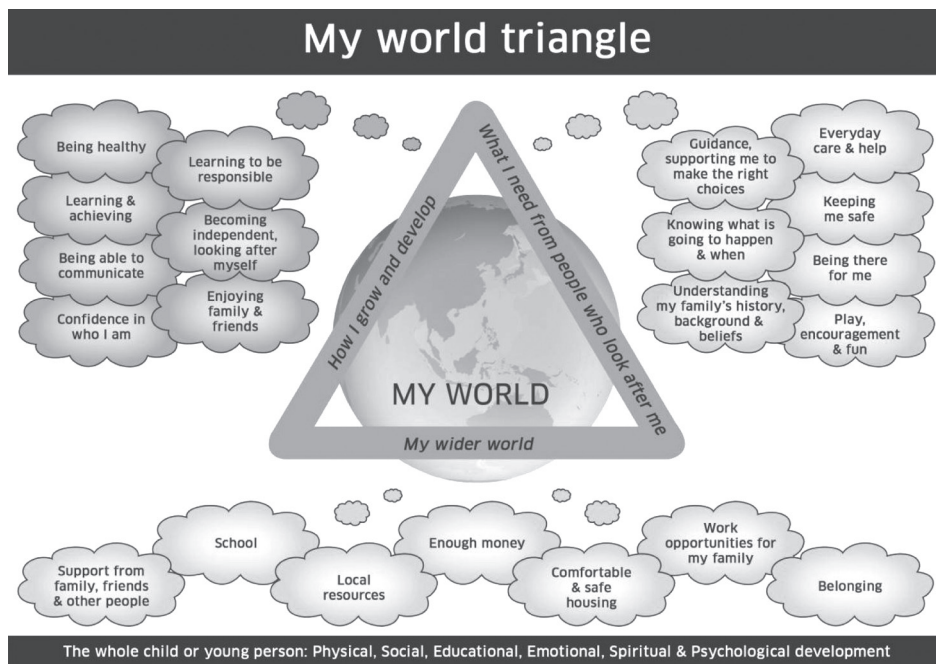 My world triangle
Being healthy
Learning to be
responsible
Learning &
achieving
Becoming
independent,
looking after
myself
Being able to
communicate
Enjoying
family &
friends
Confidence in
who I am
How I grow and develop
What I need from people who look after me
MY WORLD
My wider world
Guidance,
supporting me to
make the right
choices
Everyday
care & help
Knowing what is
going to happen
& when
Keeping
me safe
Being there
for me
Understanding
my family's history,
background &
beliefs
Play,
encouragement
& fun
Support from
family, friends
& other people
School
Local
resources
Enough money
Comfortable
& safe
housing
Work
opportunities for
my family
Belonging
The whole child or young person: Physical, Social, Educational, Emotional, Spiritual & Psychological development